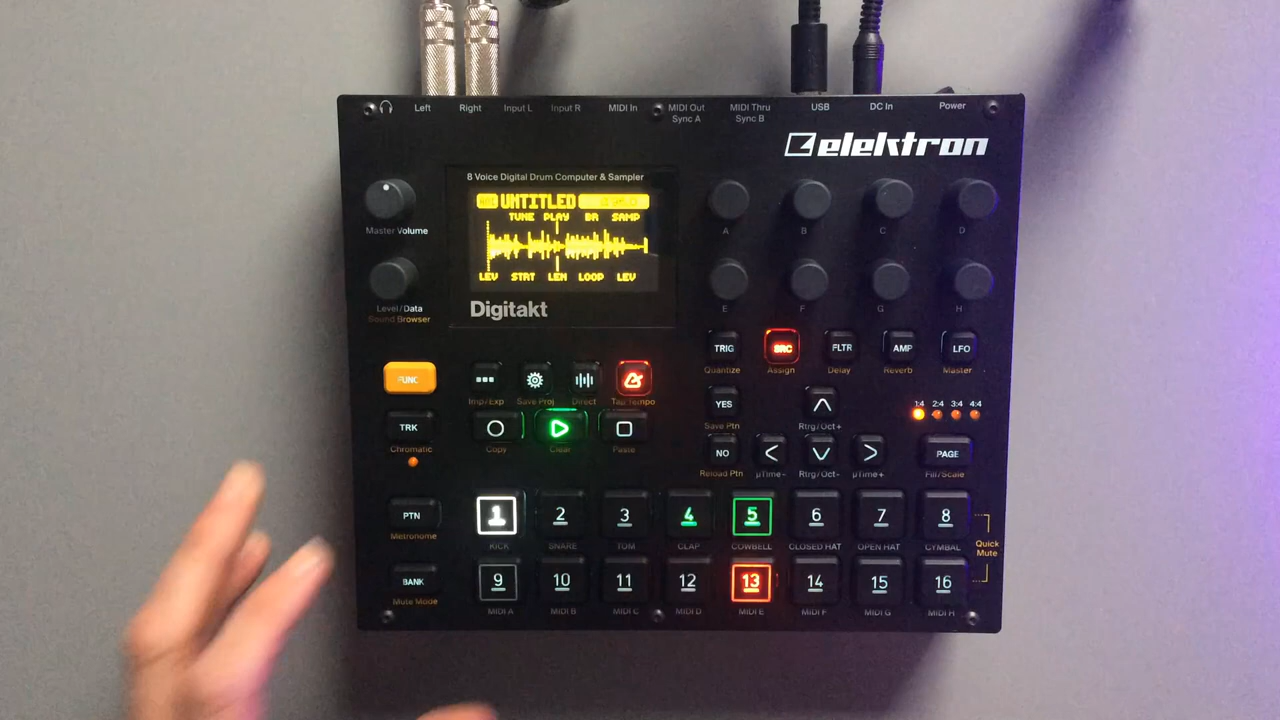 Left Right Input L Input R MIDI In MIDI Out MIDI Thru USB DC In Power
Sync A Sync B
elektron
8 Voice Digital Drum Computer & Sampler
UNTITLED
TUNE PLAY BR SAMP
LEV STRT LEN LOOP LEV
Digitakt
Master Volume
Level/Data
Sound Browser
A B C D
E F G H
TRIG SRC FLTR AMP LFO
Quantize Assign Delay Reverb Master
FUNC
Imp/Exp Save Proj Direct Tap Tempo
YES
Save Ptn Rtrg/Oct+
1:4 2:4 3:4 4:4
TRK
Chromatic
Copy Clear Paste
NO PAGE
Reload Ptn µTime- Rtrg/Oct- µTime+ Fill/Scale
PTN
Metronome
1 2 3 4 5 6 7 8
KICK SNARE TOM CLAP COWBELL CLOSED HAT OPEN HAT CYMBAL
Quick
Mute
BANK
Mute Mode
9 10 11 12 13 14 15 16
MIDI A MIDI B MIDI C MIDI D MIDI E MIDI F MIDI G MIDI H